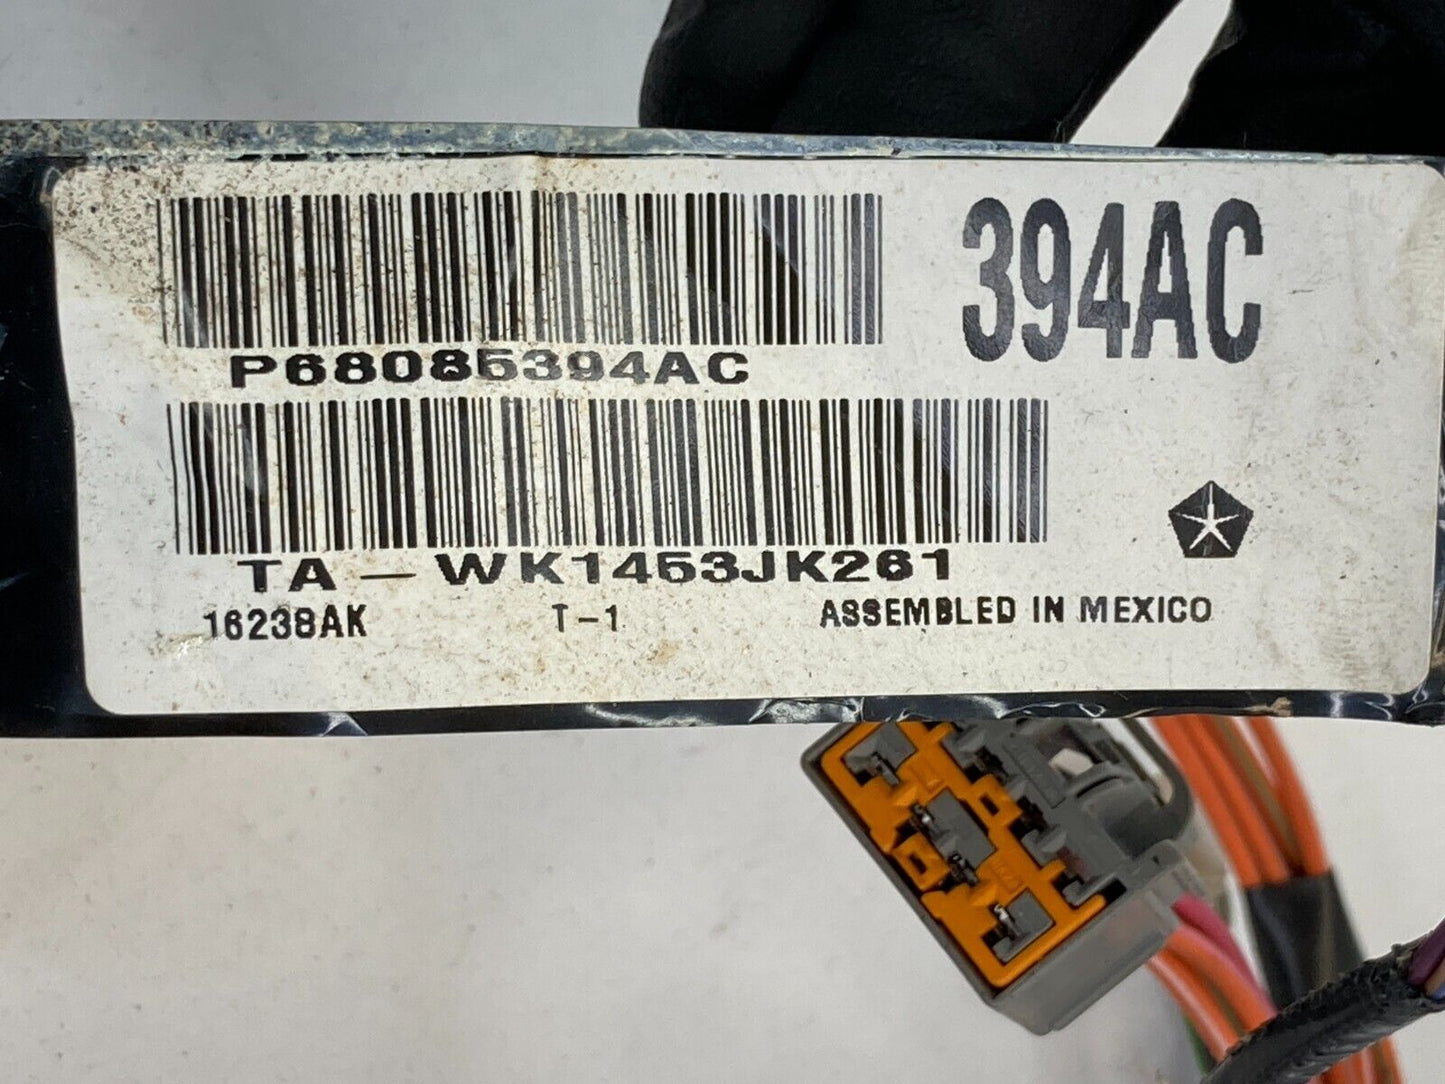 394AC
P68085394AC
TA-WK1453JK261
16238AK T-1 ASSEMBLED IN MEXICO